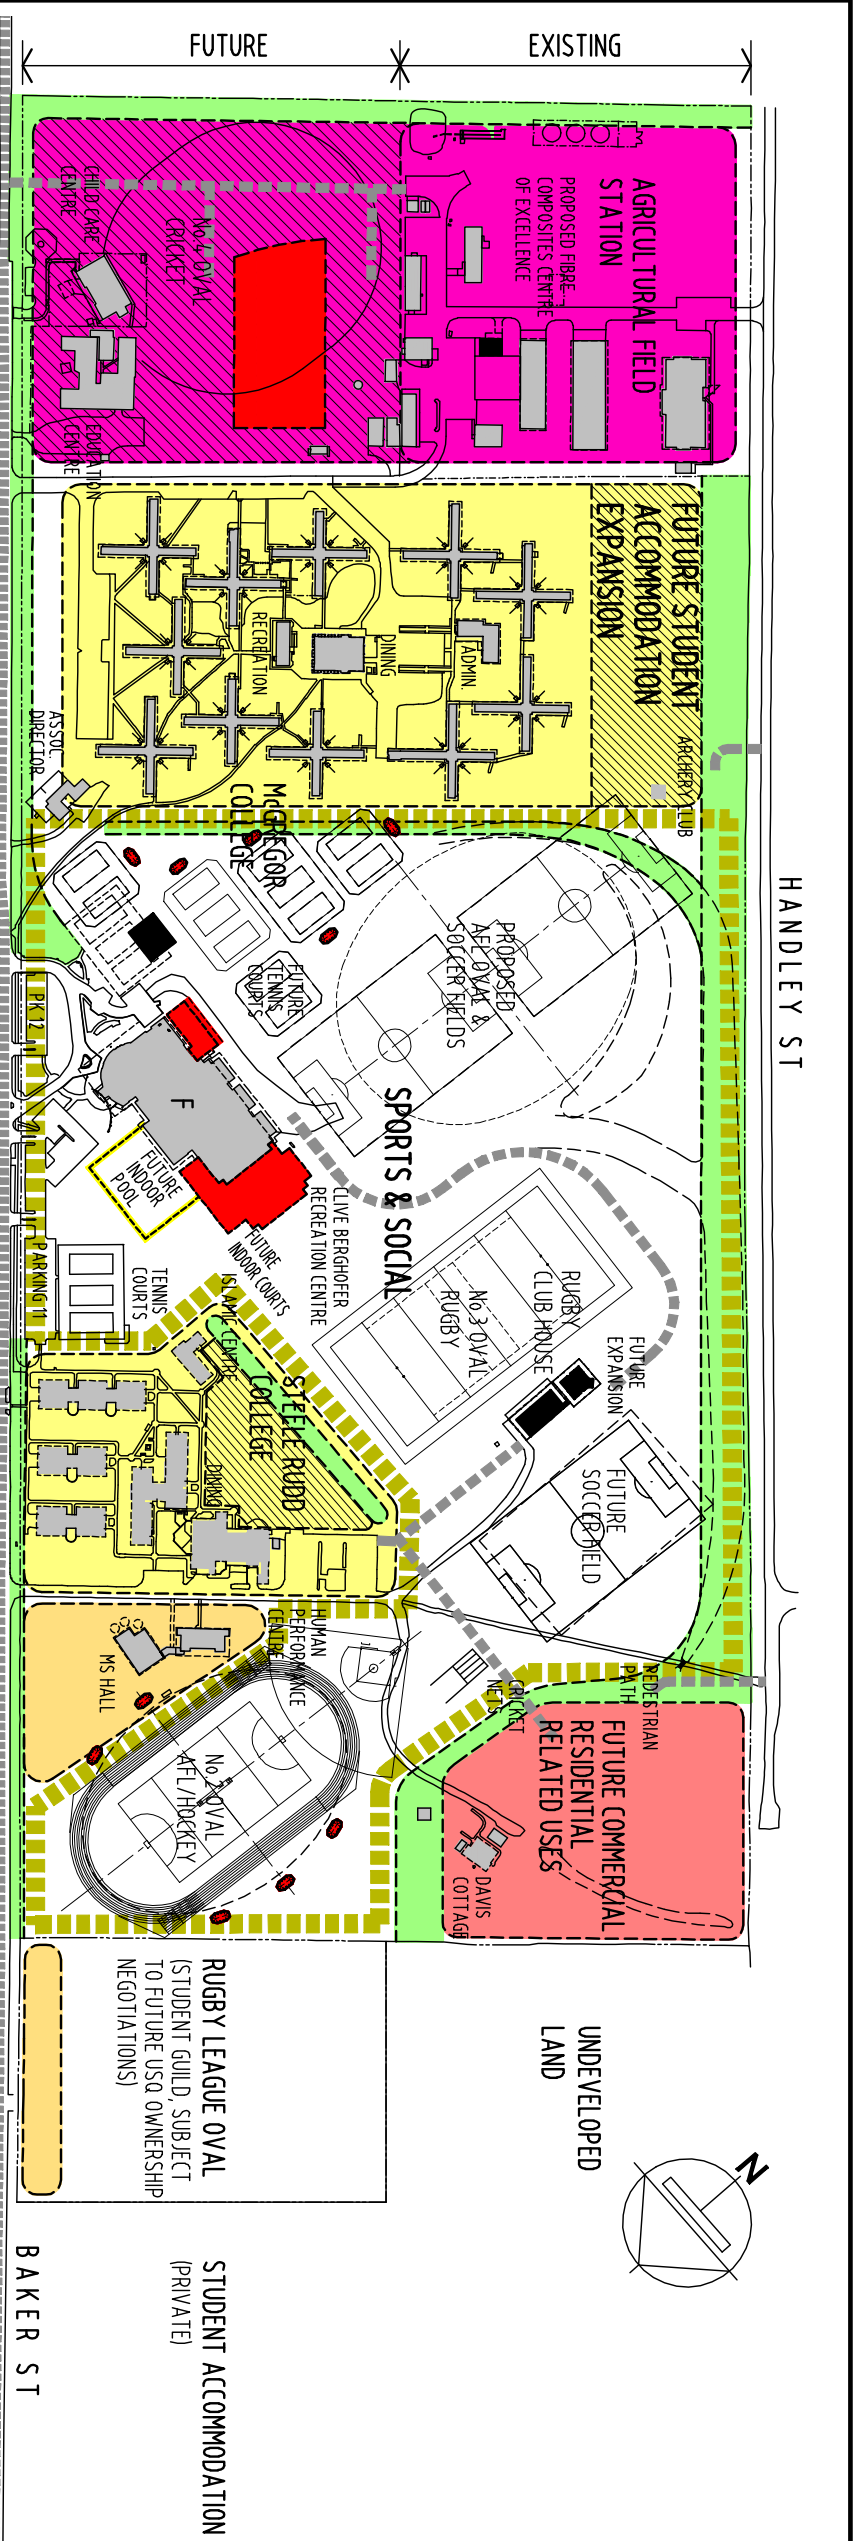 FUTURE
EXISTING
AGRICULTURAL FIELD
STATION
PROPOSED FIBRE
COMPOSITES CENTRE
OF EXCELLENCE
No.4 OVAL
CRICKET
CHILD CARE
CENTRE
EDUCATION
CENTRE
FUTURE STUDENT
ACCOMMODATION
EXPANSION
ADMIN.
DINING
RECREATION
ASSOC.
DIRECTOR
ARCHERY CLUB
McGREGOR
COLLEGE
HANDLEY ST
PROPOSED
AFL OVAL &
SOCCER FIELDS
FUTURE
TENNIS
COURTS
PK 12
F
SPORTS & SOCIAL
FUTURE
INDOOR
POOL
CLIVE BERGHOFER
RECREATION CENTRE
FUTURE
INDOOR COURTS
PARKING 11
TENNIS
COURTS
ISLAMIC CENTRE
No 3 OVAL
RUGBY
RUGBY
CLUB HOUSE
FUTURE
EXPANSION
STEELE RUDD
COLLEGE
DINING
FUTURE
SOCCER FIELD
HUMAN
PERFORMANCE
CENTRE
MS HALL
PEDESTRIAN
PATH
CRICKET
NETS
FUTURE COMMERCIAL
RESIDENTIAL
RELATED USES
No 2 OVAL
AFL/HOCKEY
DAVIS
COTTAGE
RUGBY LEAGUE OVAL
(STUDENT GUILD, SUBJECT
TO FUTURE USQ OWNERSHIP
NEGOTIATIONS)
UNDEVELOPED
LAND
N
BAKER ST
STUDENT ACCOMMODATION
(PRIVATE)